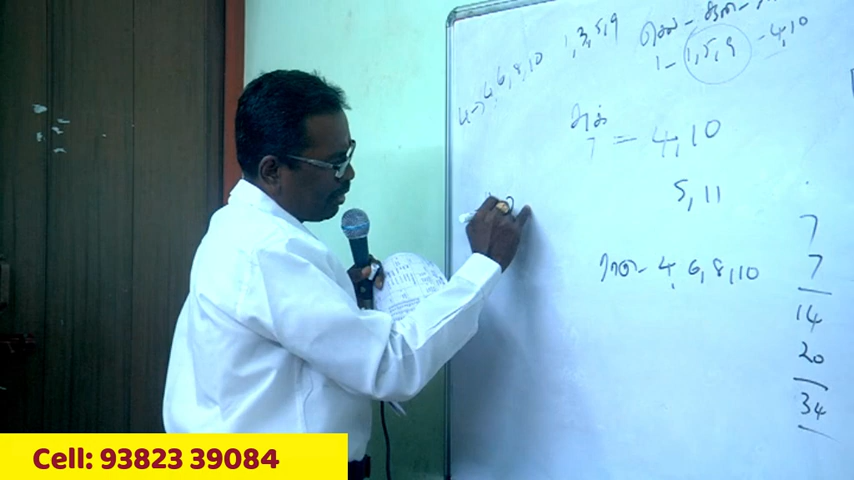 4, 6, 8, 10
1, 3, 5, 9
1 - 1, 5, 9 - 4, 10
7 = 4, 10
5, 11
ராகு - 4, 6, 8, 10
7
7
14
20
34
Cell: 93823 39084